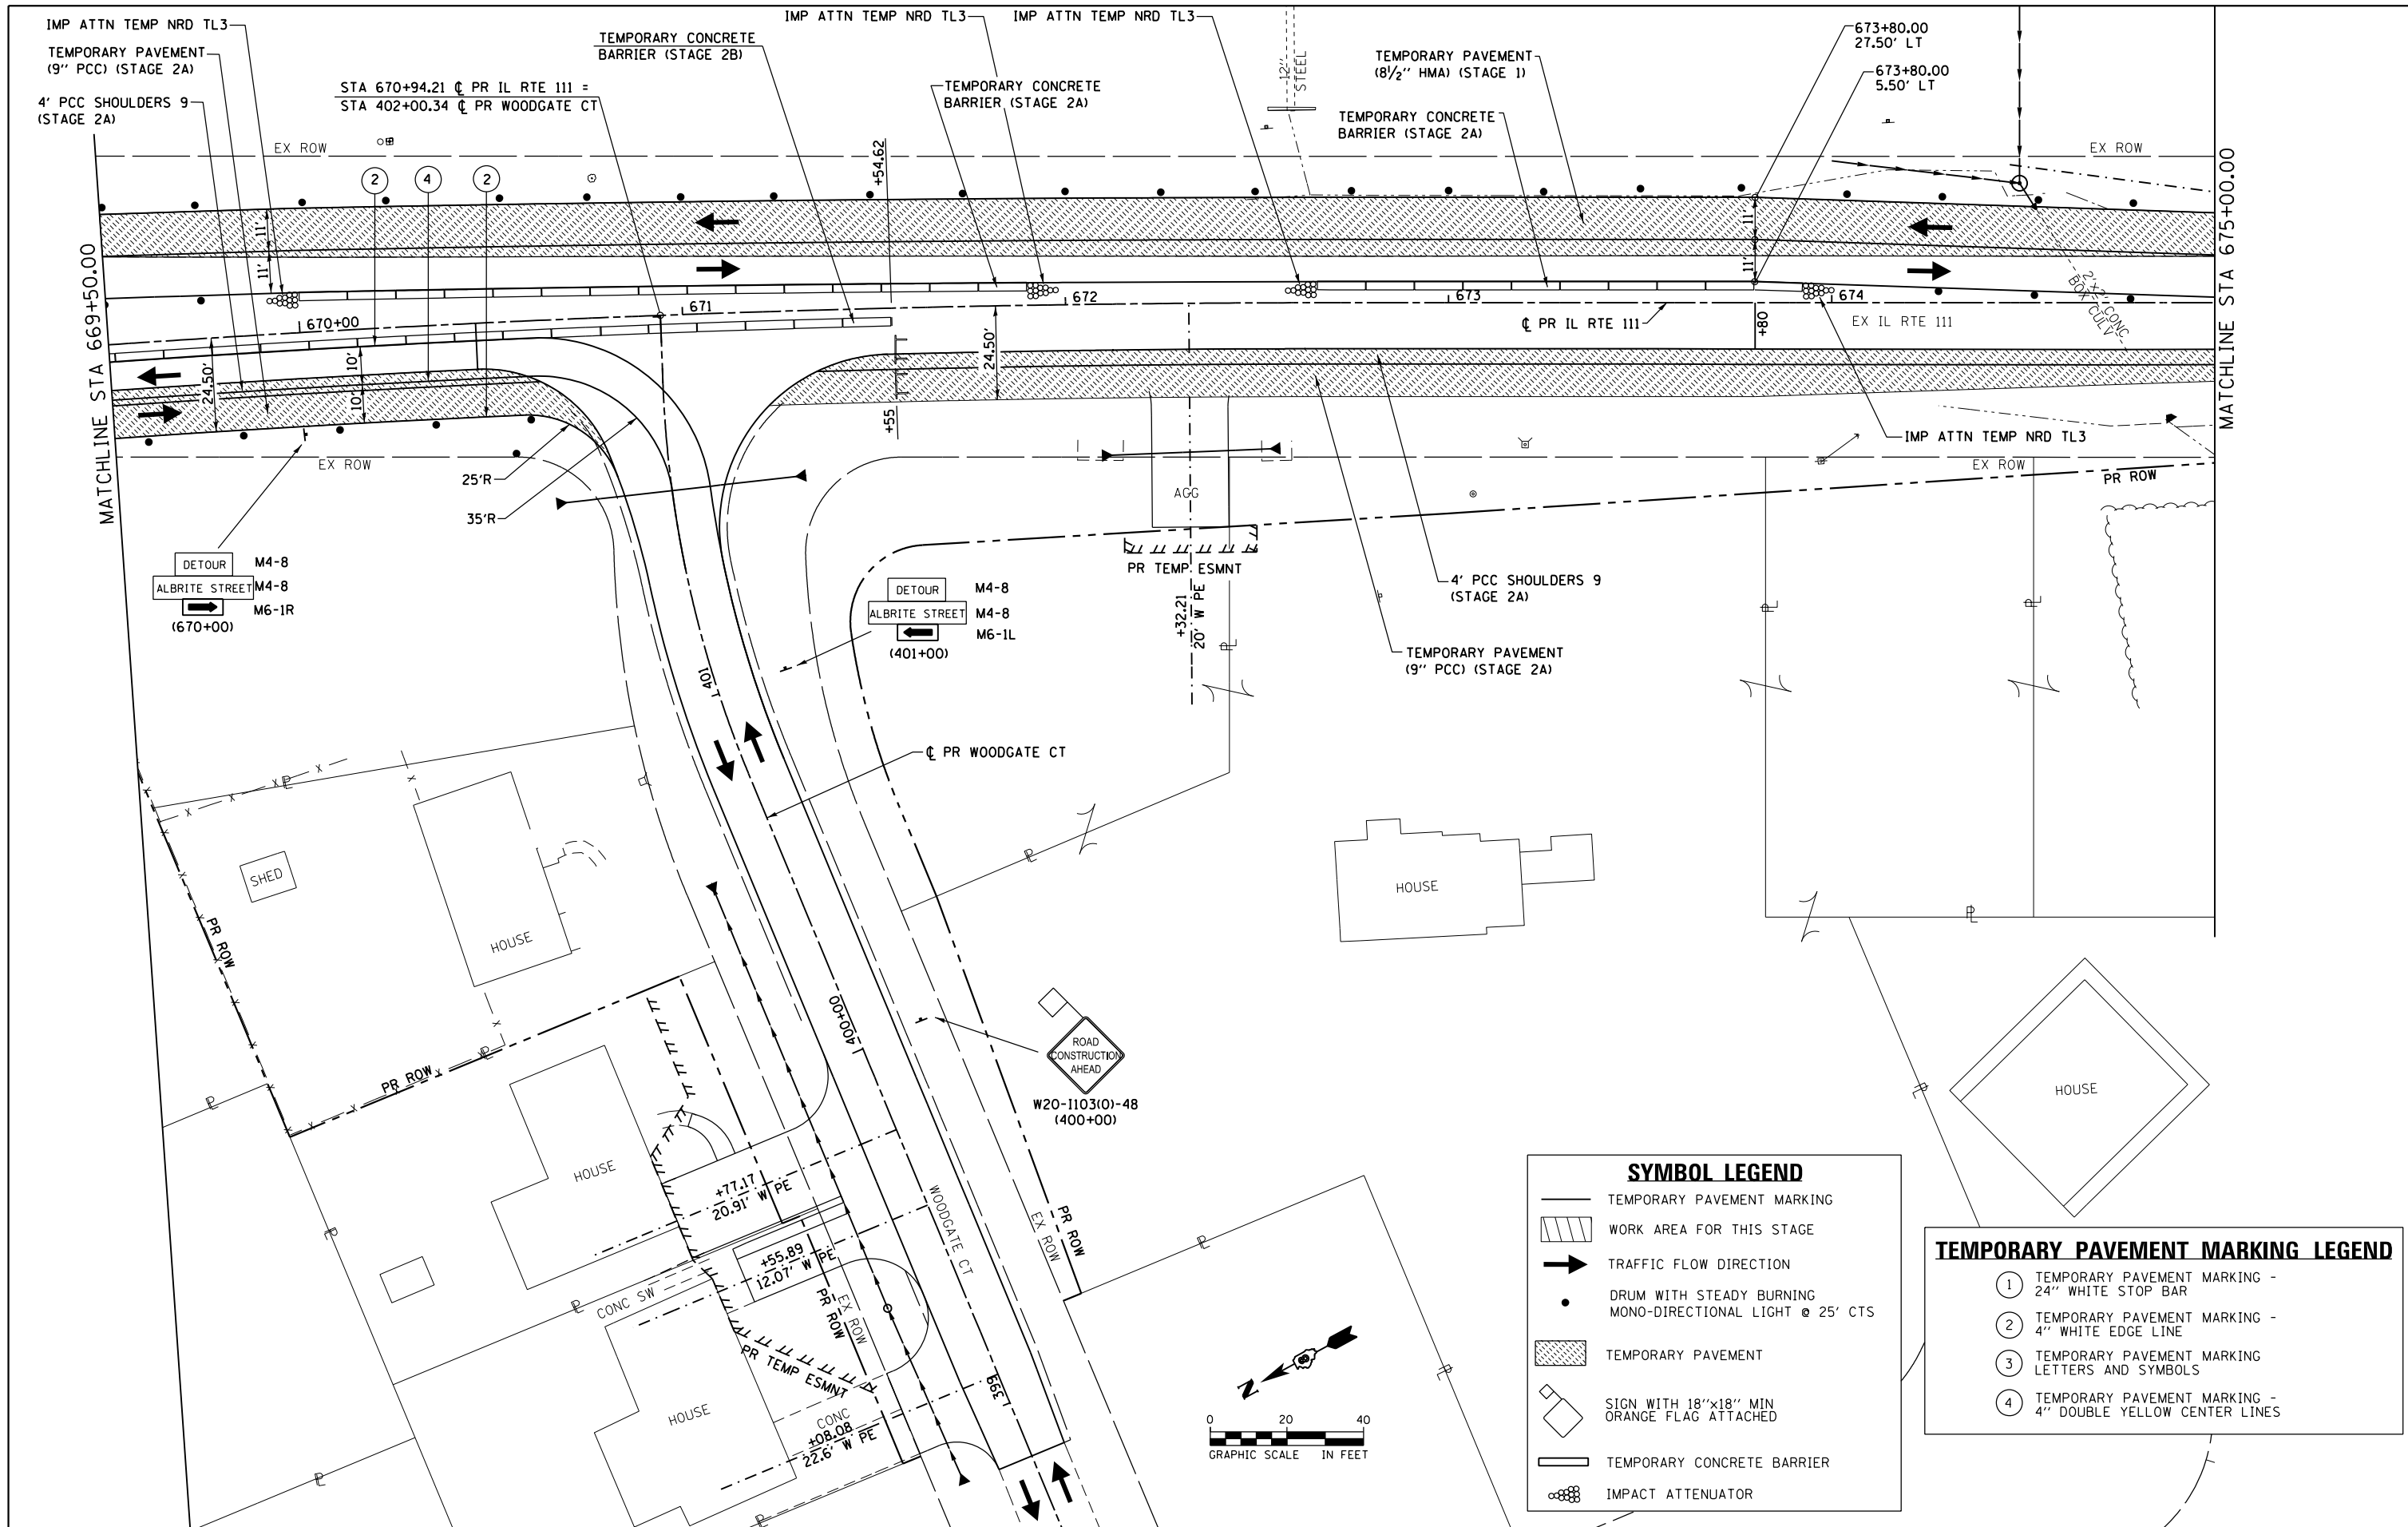 IMP ATTN TEMP NRD TL3
TEMPORARY PAVEMENT
(9" PCC) (STAGE 2A)
4' PCC SHOULDERS 9
(STAGE 2A)
STA 670+94.21 ℄ PR IL RTE 111 =
STA 402+00.34 ℄ PR WOODGATE CT
TEMPORARY CONCRETE
BARRIER (STAGE 2B)
IMP ATTN TEMP NRD TL3
IMP ATTN TEMP NRD TL3
TEMPORARY CONCRETE
BARRIER (STAGE 2A)
12"
STEEL
TEMPORARY PAVEMENT
(8½" HMA) (STAGE 1)
TEMPORARY CONCRETE
BARRIER (STAGE 2A)
673+80.00
27.50' LT
673+80.00
5.50' LT
EX ROW
EX ROW
2
4
2
+54.62
MATCHLINE STA 669+50.00
MATCHLINE STA 675+00.00
11'
11'
11'
11'
670+00
671
672
673
674
℄ PR IL RTE 111
+80
EX IL RTE 111
2'x2' CONC
BOX CULV
24.50'
10'
10'
24.50'
+55
EX ROW
25'R
35'R
IMP ATTN TEMP NRD TL3
EX ROW
PR ROW
AGG
PR TEMP ESMNT
+32.21
20' W PE
4' PCC SHOULDERS 9
(STAGE 2A)
TEMPORARY PAVEMENT
(9" PCC) (STAGE 2A)
DETOUR M4-8
ALBRITE STREET M4-8
M6-1R
(670+00)
DETOUR M4-8
ALBRITE STREET M4-8
M6-1L
(401+00)
401
℄ PR WOODGATE CT
SHED
HOUSE
PR ROW
PR ROW
HOUSE
HOUSE
400+00
ROAD
CONSTRUCTION
AHEAD
W20-I103(0)-48
(400+00)
HOUSE
+77.17
20.91' W PE
+55.89
12.07' W PE
CONC SW
PR ROW
EX ROW
WOODGATE CT
EX ROW
PR ROW
PR TEMP ESMNT
HOUSE
CONC
+08.08
22.6' W PE
399
N
0 20 40
GRAPHIC SCALE IN FEET
SYMBOL LEGEND
TEMPORARY PAVEMENT MARKING
WORK AREA FOR THIS STAGE
TRAFFIC FLOW DIRECTION
DRUM WITH STEADY BURNING
MONO-DIRECTIONAL LIGHT @ 25' CTS
TEMPORARY PAVEMENT
SIGN WITH 18"x18" MIN
ORANGE FLAG ATTACHED
TEMPORARY CONCRETE BARRIER
IMPACT ATTENUATOR
TEMPORARY PAVEMENT MARKING LEGEND
1 TEMPORARY PAVEMENT MARKING -
24" WHITE STOP BAR
2 TEMPORARY PAVEMENT MARKING -
4" WHITE EDGE LINE
3 TEMPORARY PAVEMENT MARKING
LETTERS AND SYMBOLS
4 TEMPORARY PAVEMENT MARKING -
4" DOUBLE YELLOW CENTER LINES